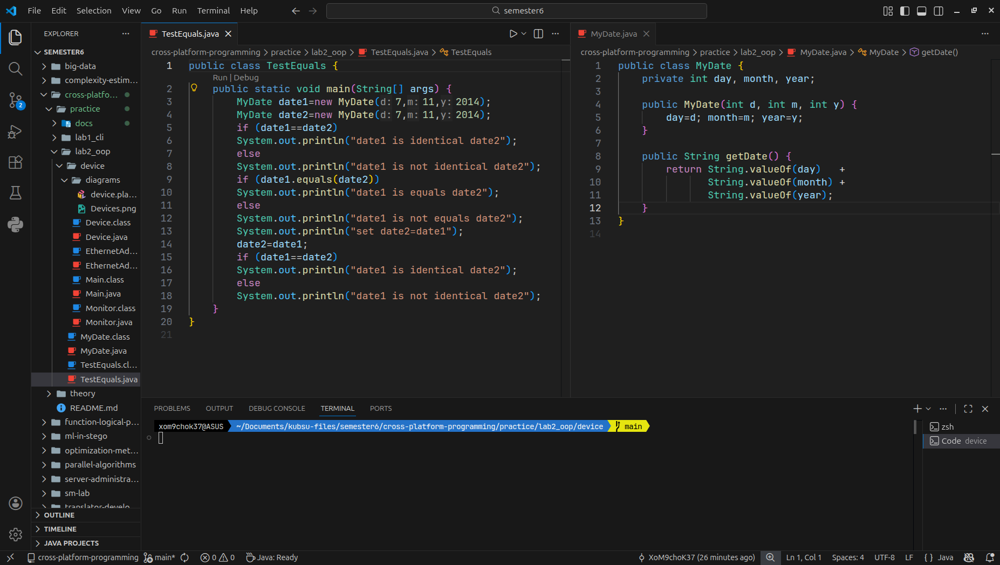 File Edit Selection View Go Run Terminal Help
semester6
EXPLORER
SEMESTER6
big-data
complexity-estim...
cross-platfo...
practice
docs
lab1_cli
lab2_oop
device
diagrams
device.pla...
Devices.png
Device.class
Device.java
EthernetAd...
EthernetAd...
Main.class
Main.java
Monitor.class
Monitor.java
MyDate.class
MyDate.java
TestEquals.cl...
TestEquals.java
theory
README.md
function-logical-p...
ml-in-stego
optimization-met...
parallel-algorithms
server-administra...
sm-lab
translator-develo
OUTLINE
TIMELINE
JAVA PROJECTS
2
TestEquals.java
cross-platform-programming > practice > lab2_oop > TestEquals.java > TestEquals
1 public class TestEquals {
Run | Debug
2 public static void main(String[] args) {
3 MyDate date1=new MyDate(d: 7,m: 11,y: 2014);
4 MyDate date2=new MyDate(d: 7,m: 11,y: 2014);
5 if (date1==date2)
6 System.out.println("date1 is identical date2");
7 else
8 System.out.println("date1 is not identical date2");
9 if (date1.equals(date2))
10 System.out.println("date1 is equals date2");
11 else
12 System.out.println("date1 is not equals date2");
13 System.out.println("set date2=date1");
14 date2=date1;
15 if (date1==date2)
16 System.out.println("date1 is identical date2");
17 else
18 System.out.println("date1 is not identical date2");
19 }
20 }
21
MyDate.java
cross-platform-programming > practice > lab2_oop > MyDate.java > MyDate > getDate()
1 public class MyDate {
2 private int day, month, year;
3
4 public MyDate(int d, int m, int y) {
5 day=d; month=m; year=y;
6 }
7
8 public String getDate() {
9 return String.valueOf(day) +
10 String.valueOf(month) +
11 String.valueOf(year);
12 }
13 }
14
PROBLEMS OUTPUT DEBUG CONSOLE TERMINAL PORTS
xom9chok37@ASUS ~/Documents/kubsu-files/semester6/cross-platform-programming/practice/lab2_oop/device main
zsh
Code device
cross-platform-programming main* 0 0 Java: Ready XoM9choK37 (26 minutes ago) Ln 1, Col 1 Spaces: 4 UTF-8 LF { } Java